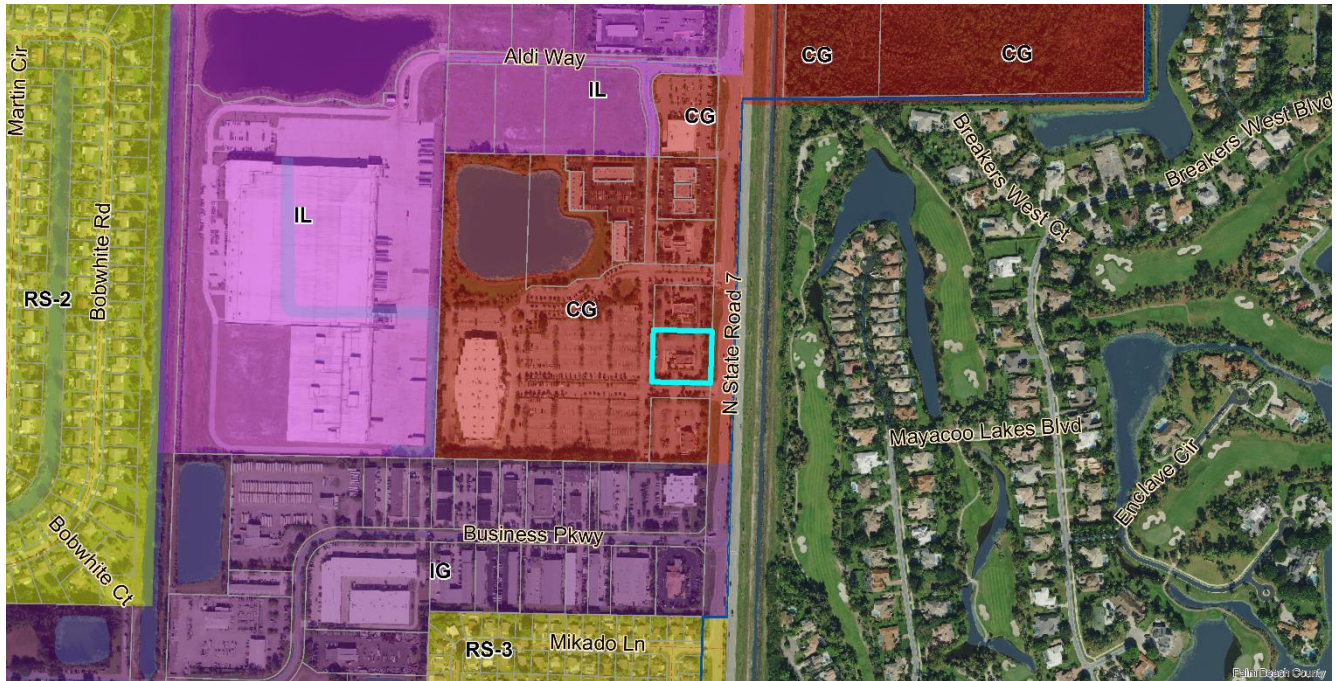 Martin Cir
Aldi Way
IL
CG
CG
CG
Breakers West Ct
Breakers West Blvd
IL
RS-2
Bobwhite Rd
CG
N State Road 7
Mayacoo Lakes Blvd
Enclave Cir
Business Pkwy
IG
Bobwhite Ct
RS-3
Mikado Ln
Palm Beach County